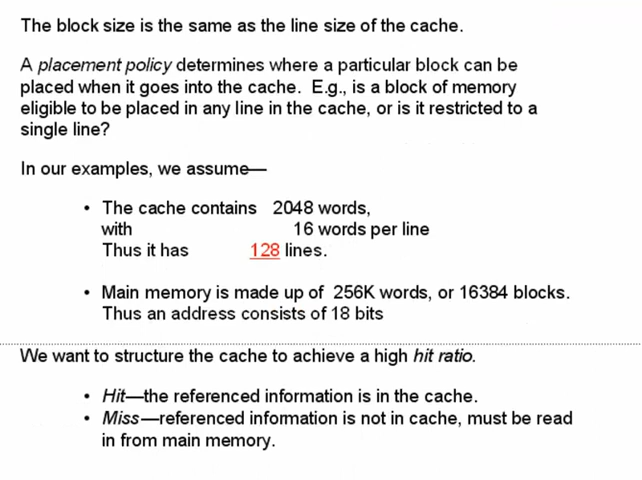 The block size is the same as the line size of the cache.
A placement policy determines where a particular block can be
placed when it goes into the cache. E.g., is a block of memory
eligible to be placed in any line in the cache, or is it restricted to a
single line?
In our examples, we assume—
• The cache contains 2048 words,
with 16 words per line
Thus it has 128 lines.
• Main memory is made up of 256K words, or 16384 blocks.
Thus an address consists of 18 bits
We want to structure the cache to achieve a high hit ratio.
• Hit—the referenced information is in the cache.
• Miss—referenced information is not in cache, must be read
in from main memory.